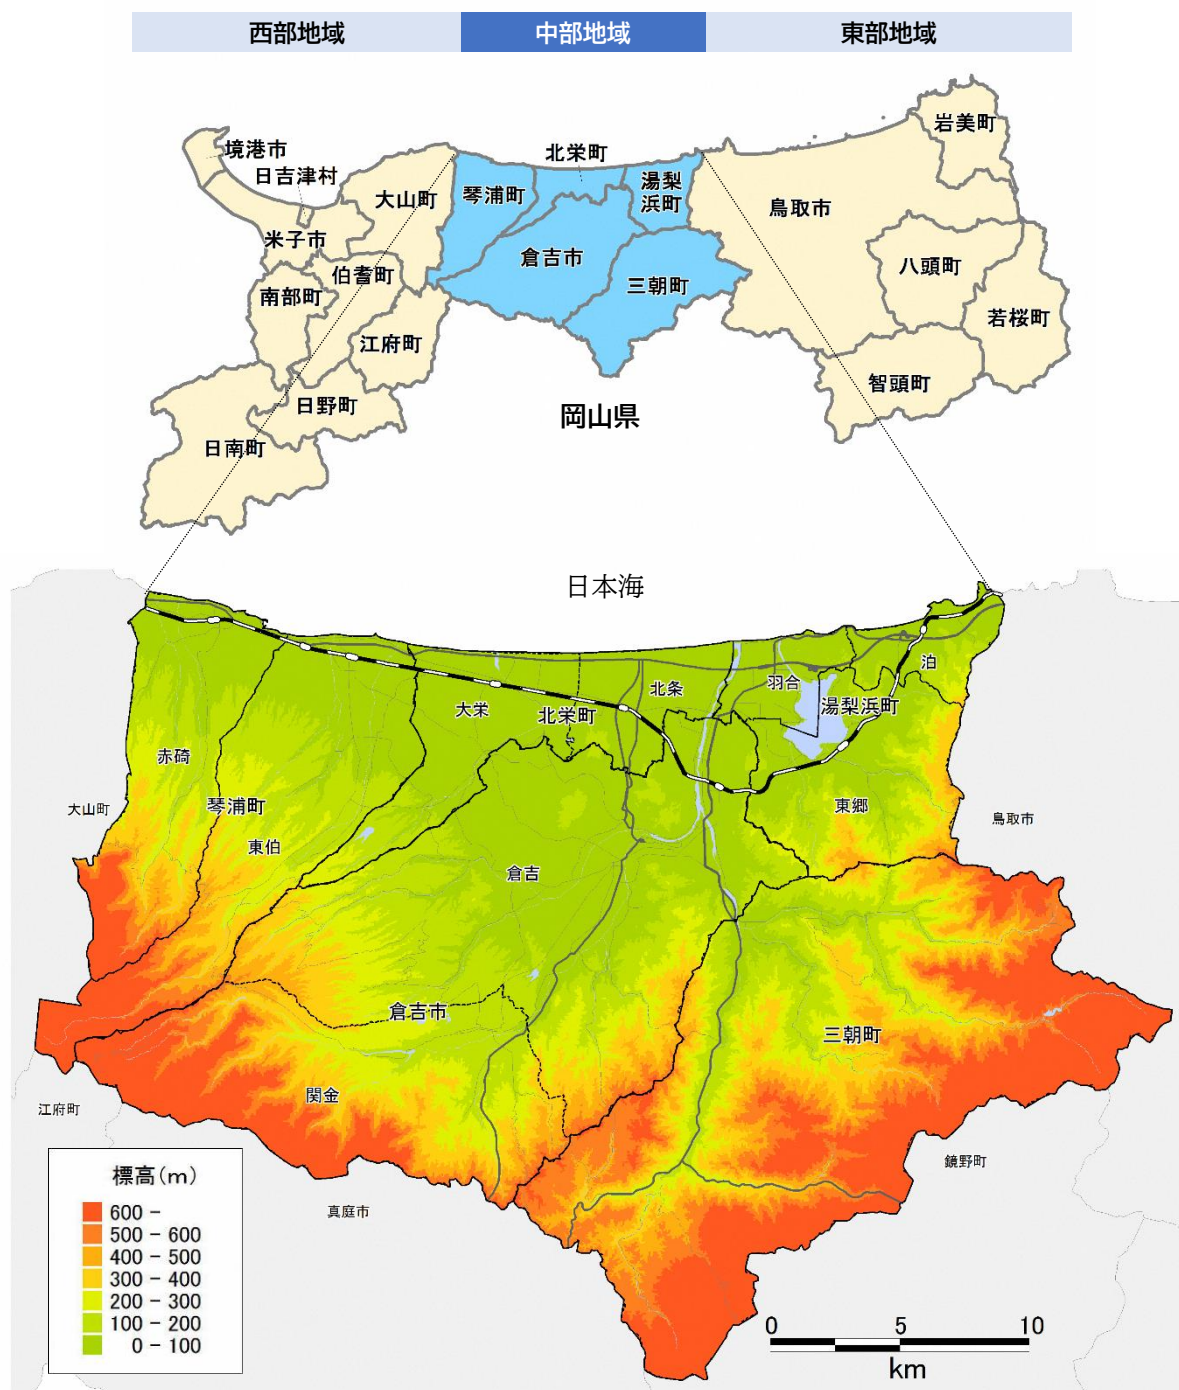 西部地域
中部地域
東部地域
岩美町
境港市
北栄町
日吉津村
湯梨
浜町
大山町
琴浦町
鳥取市
米子市
倉吉市
八頭町
伯耆町
三朝町
南部町
若桜町
江府町
智頭町
日野町
岡山県
日南町
日本海
泊
羽合
北条
湯梨浜町
大栄
北栄町
赤碕
大山町
琴浦町
東郷
鳥取市
東伯
倉吉
倉吉市
三朝町
関金
江府町
鏡野町
真庭市
標高(m)
600 -
500 - 600
400 - 500
300 - 400
200 - 300
100 - 200
0 - 100
0 5 10
km